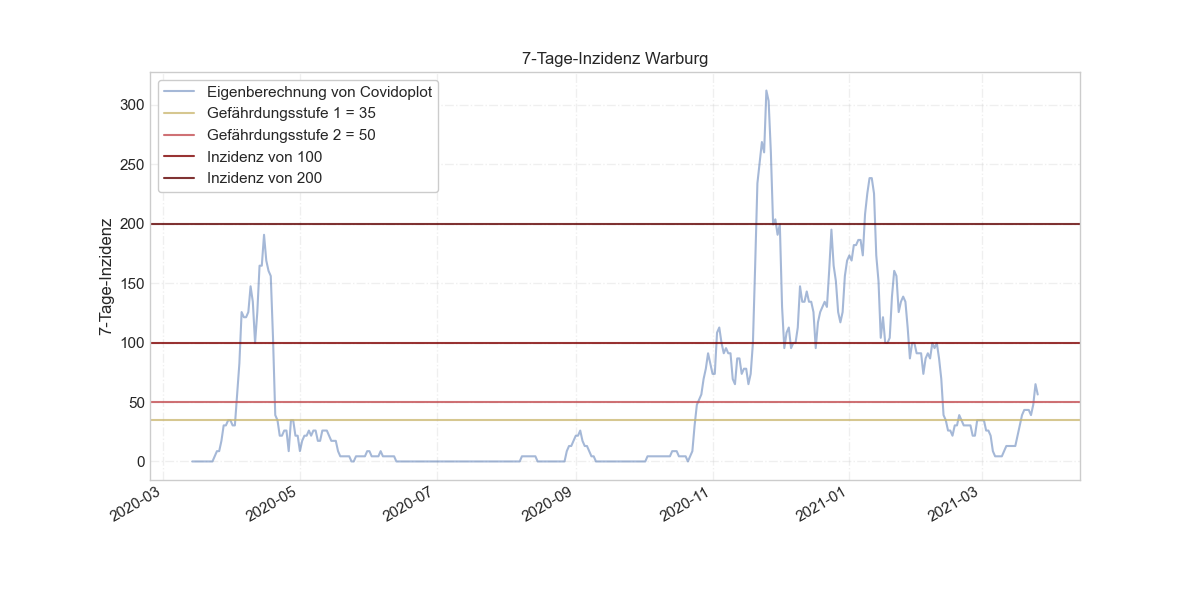 7-Tage-Inzidenz Warburg
Eigenberechnung von Covidoplot
Gefährdungsstufe 1 = 35
Gefährdungsstufe 2 = 50
Inzidenz von 100
Inzidenz von 200
7-Tage-Inzidenz
300
250
200
150
100
50
0
2020-03
2020-05
2020-07
2020-09
2020-11
2021-01
2021-03